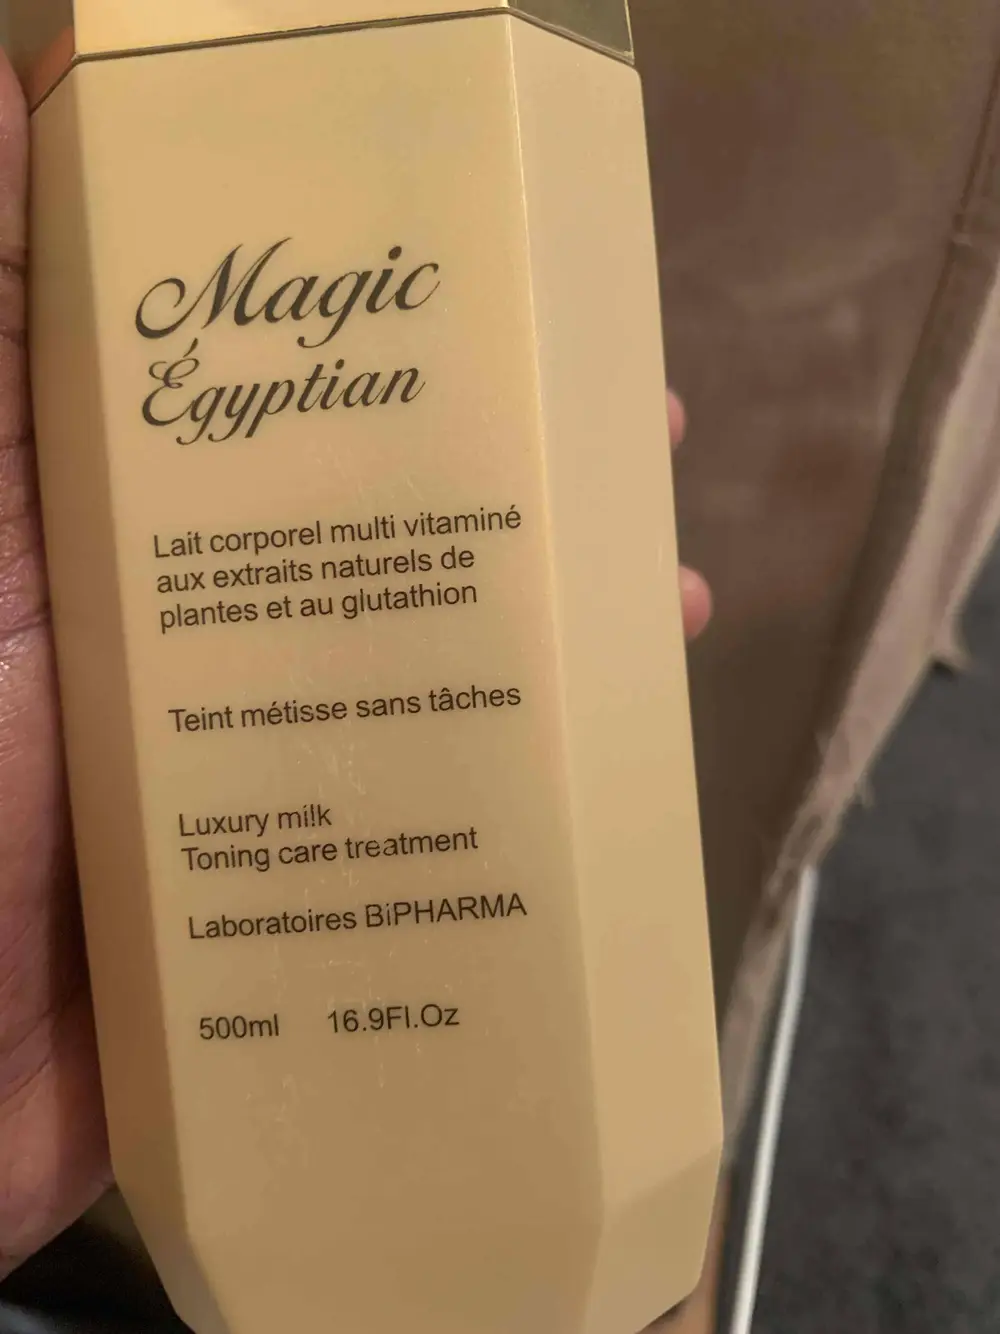 Magic
Égyptian
Lait corporel multi vitaminé
aux extraits naturels de
plantes et au glutathion
Teint métisse sans tâches
Luxury milk
Toning care treatment
Laboratoires BiPHARMA
500ml 16.9Fl.Oz